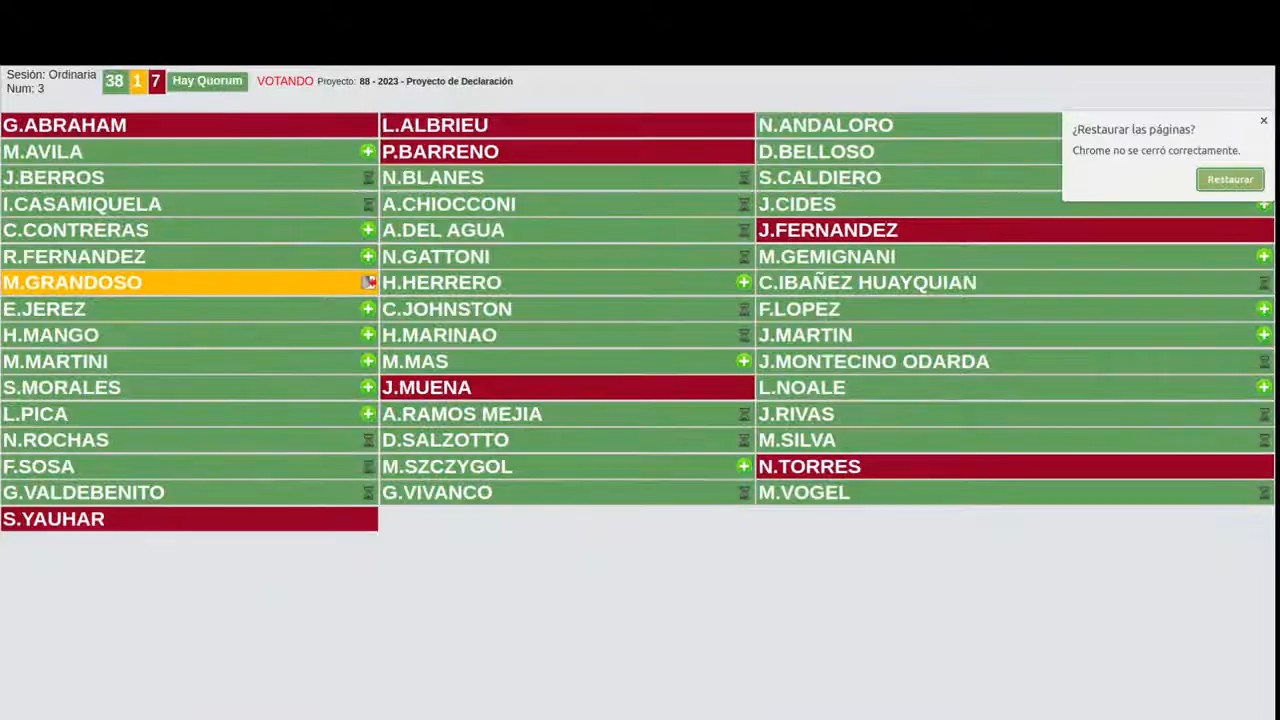 Sesión: Ordinaria
Num: 3
38 1 7 Hay Quorum VOTANDO Proyecto: 88 - 2023 - Proyecto de Declaración
G.ABRAHAM L.ALBRIEU N.ANDALORO
M.AVILA P.BARRENO D.BELLOSO
J.BERROS N.BLANES S.CALDIERO
I.CASAMIQUELA A.CHIOCCONI J.CIDES
C.CONTRERAS A.DEL AGUA J.FERNANDEZ
R.FERNANDEZ N.GATTONI M.GEMIGNANI
M.GRANDOSO H.HERRERO C.IBAÑEZ HUAYQUIAN
E.JEREZ C.JOHNSTON F.LOPEZ
H.MANGO H.MARINAO J.MARTIN
M.MARTINI M.MAS J.MONTECINO ODARDA
S.MORALES J.MUENA L.NOALE
L.PICA A.RAMOS MEJIA J.RIVAS
N.ROCHAS D.SALZOTTO M.SILVA
F.SOSA M.SZCZYGOL N.TORRES
G.VALDEBENITO G.VIVANCO M.VOGEL
S.YAUHAR
¿Restaurar las páginas?
Chrome no se cerró correctamente.
Restaurar